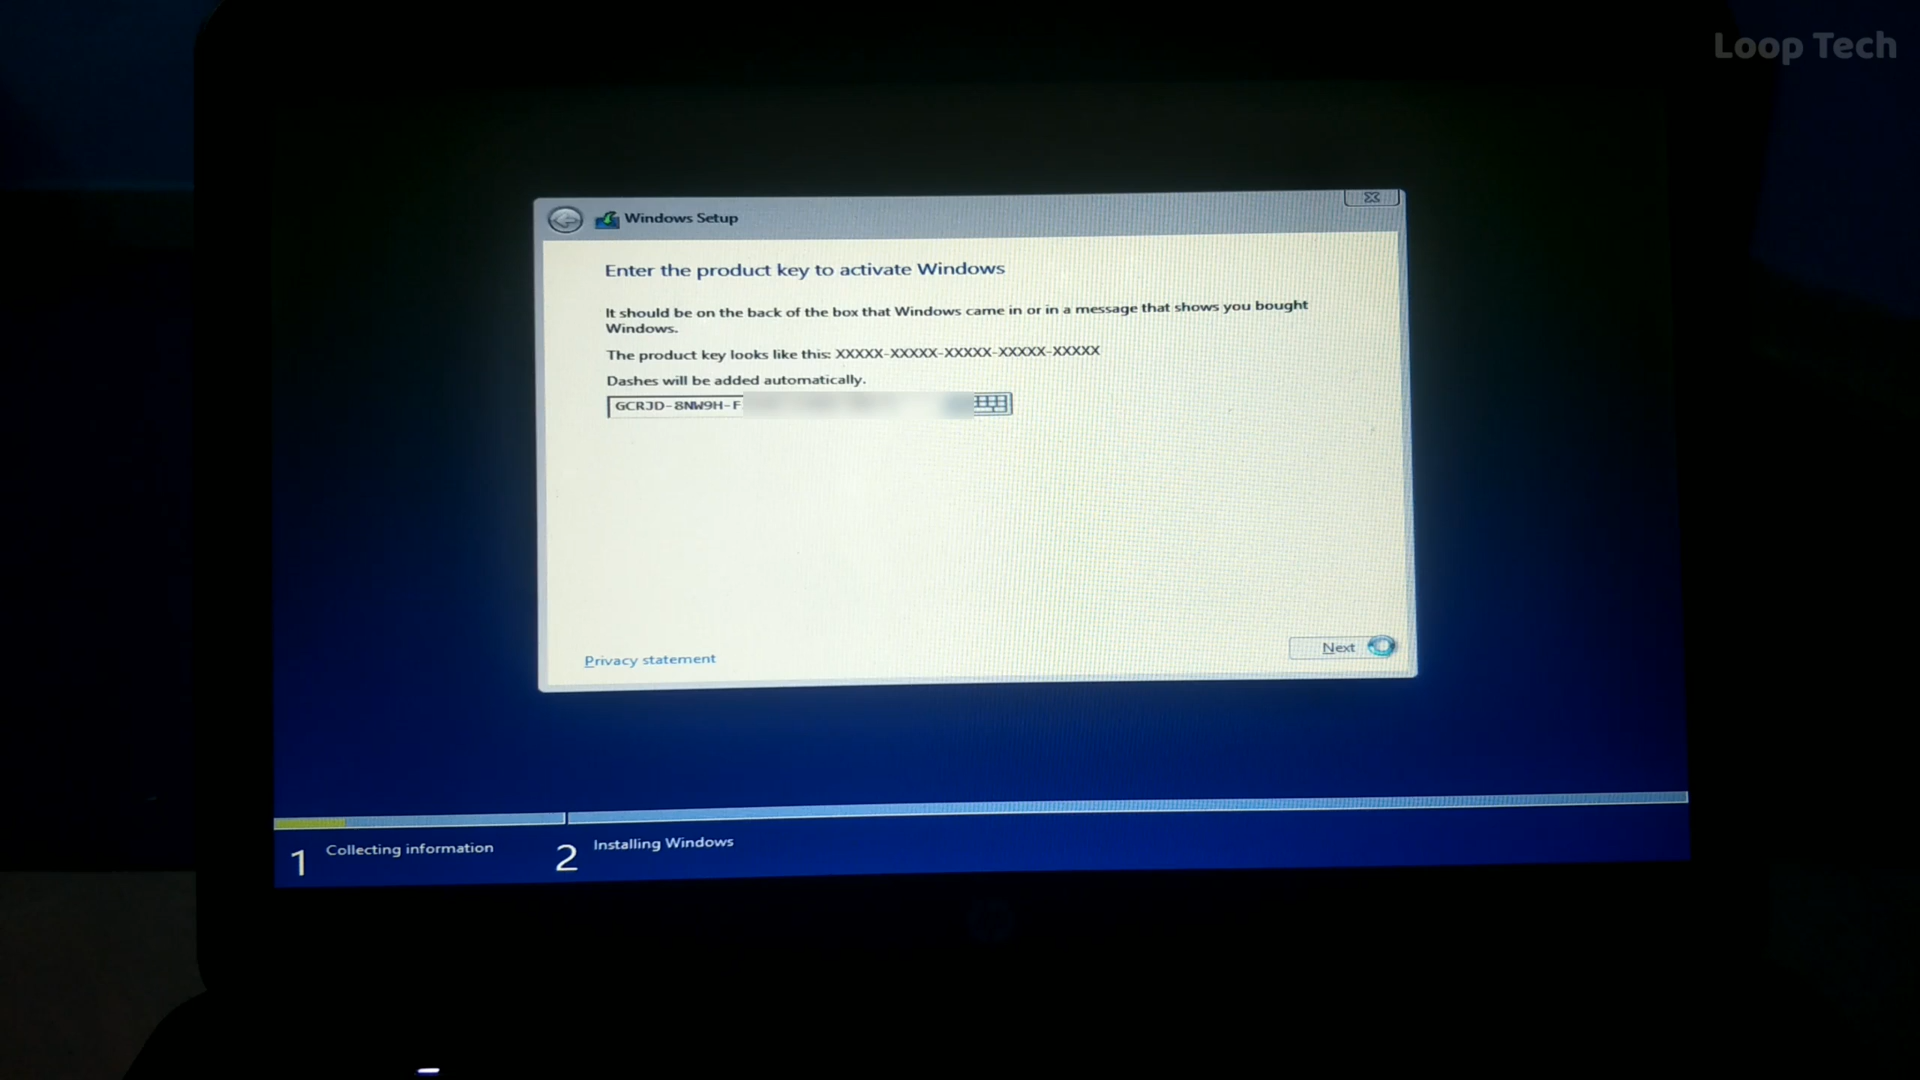 Loop Tech
Windows Setup
Enter the product key to activate Windows
It should be on the back of the box that Windows came in or in a message that shows you bought
Windows.
The product key looks like this: XXXXX-XXXXX-XXXXX-XXXXX-XXXXX
Dashes will be added automatically.
GCRJD-8NW9H-F
Privacy statement
Next
1 Collecting information
2 Installing Windows